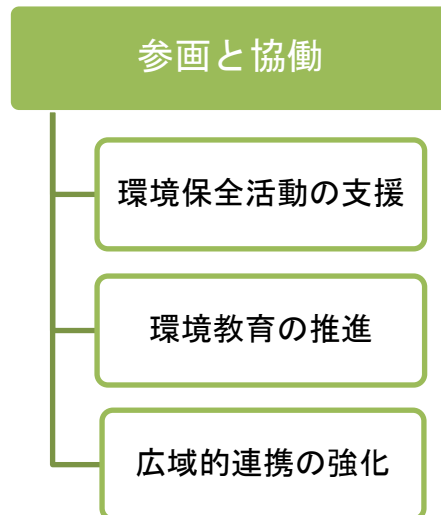 参画と協働
環境保全活動の支援
環境教育の推進
広域的連携の強化